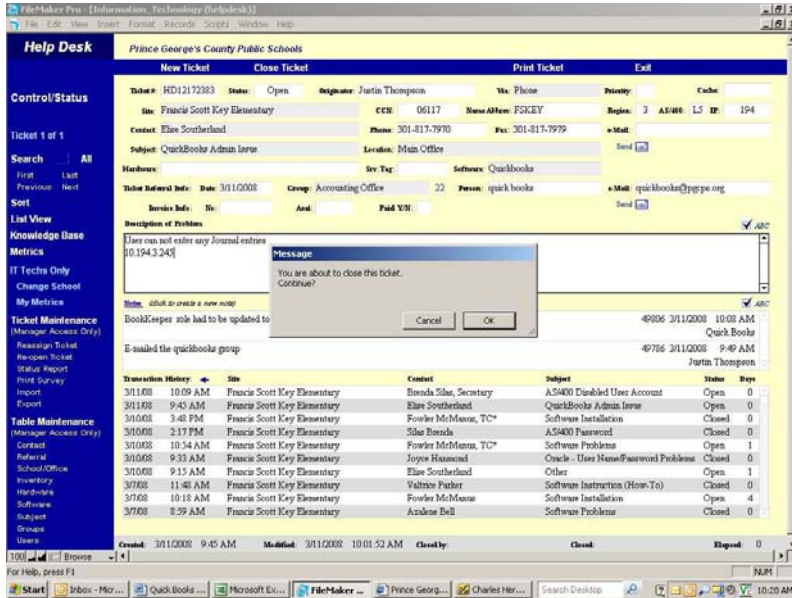 FileMaker Pro - [Information_Technology (helpdesk)]
File Edit View Insert Format Records Scripts Window Help
Help Desk
Prince George's County Public Schools
New Ticket Close Ticket Print Ticket Exit
Control/Status
Ticket 1 of 1
Search All
First Last
Previous Next
Sort
List View
Knowledge Base
Metrics
IT Techs Only
Change School
My Metrics
Ticket Maintenance
(Manager Access Only)
Reassign Ticket
Re-open Ticket
Status Report
Print Survey
Import
Export
Table Maintenance
(Manager Access Only)
Contact
Referral
School/Office
Inventory
Hardware
Software
Subject
Groups
Users
Ticket #: HD12172383 Status: Open Originator: Justin Thompson Via: Phone Priority: Cache:
Site: Francis Scott Key Elementary CCN: 06117 Name Abbrev: FSKEY Region: 3 AS/400: L5 IP: 194
Contact: Elise Southerland Phone: 301-817-7970 Fax: 301-817-7979 e-Mail:
Subject: QuickBooks Admin Issue Location: Main Office Send
Hardware: Srv Tag: Software: Quickbooks
Ticket Referral Info: Date: 3/11/2008 Group: Accounting Office 22 Person: quick books e-Mail: quickbooks@pgcps.org
Invoice Info: No: Amt: Paid Y/N: Send
Description of Problem ABC
User can not enter any Journal entries
10.194.3.245
Message
You are about to close this ticket.
Continue?
Cancel OK
Notes (click to create a new note) ABC
BookKeeper role had to be updated to 49806 3/11/2008 10:08 AM
Quick Books
E-mailed the quickbooks group 49786 3/11/2008 9:49 AM
Justin Thompson
Transaction History: Site Contact Subject Status Days
3/11/08 10:09 AM Francis Scott Key Elementary Brenda Silas, Secretary AS/400 Disabled User Account Open 0
3/11/08 9:45 AM Francis Scott Key Elementary Elise Southerland QuickBooks Admin Issue Open 0
3/10/08 3:48 PM Francis Scott Key Elementary Fowler McManus, TC* Software Installation Closed 0
3/10/08 2:17 PM Francis Scott Key Elementary Silas Brenda AS/400 Password Closed 0
3/10/08 10:54 AM Francis Scott Key Elementary Fowler McManus, TC* Software Problems Open 1
3/10/08 9:33 AM Francis Scott Key Elementary Joyce Hammond Oracle - User Name/Password Problems Closed 0
3/10/08 9:15 AM Francis Scott Key Elementary Elise Southerland Other Open 1
3/7/08 11:48 AM Francis Scott Key Elementary Valtrice Parker Software Instruction (How-To) Closed 0
3/7/08 10:18 AM Francis Scott Key Elementary Fowler McManus Software Installation Open 4
3/7/08 8:59 AM Francis Scott Key Elementary Azalene Bell Software Problems Closed 0
Created: 3/11/2008 9:45 AM Modified: 3/11/2008 10:01:52 AM Closed by: Closed: Elapsed: 0
100 Browse
For Help, press F1 NUM
Start Inbox - Micr... Quick Books ... Microsoft Ex... FileMaker ... Prince Georg... Charles Her... Search Desktop 10:20 AM